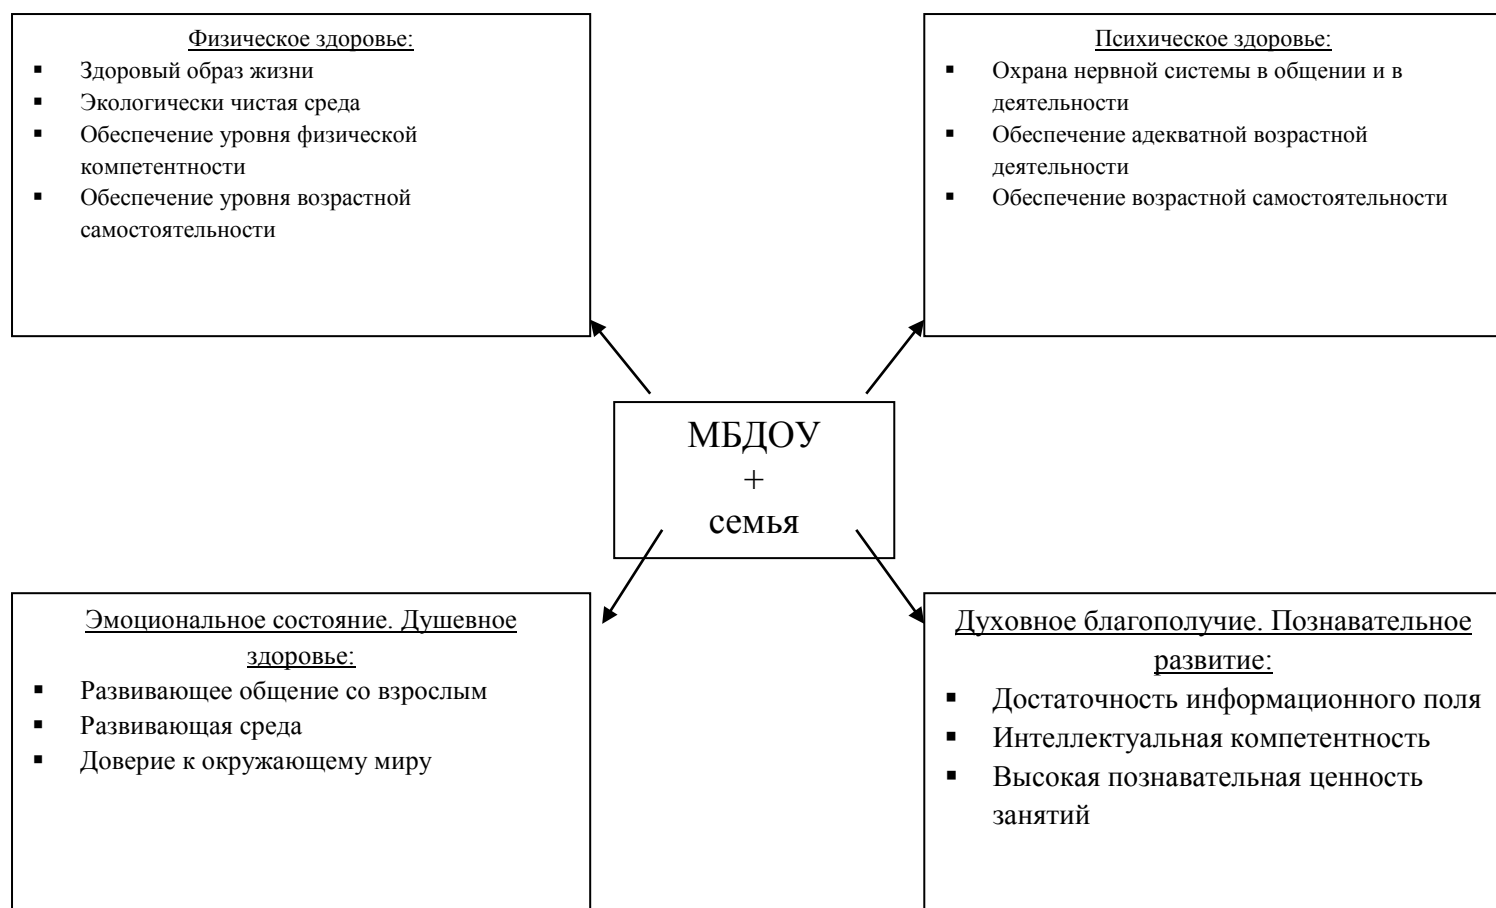 Физическое здоровье:
▪ Здоровый образ жизни
▪ Экологически чистая среда
▪ Обеспечение уровня физической
компетентности
▪ Обеспечение уровня возрастной
самостоятельности
Психическое здоровье:
▪ Охрана нервной системы в общении и в
деятельности
▪ Обеспечение адекватной возрастной
деятельности
▪ Обеспечение возрастной самостоятельности
МБДОУ
+
семья
Эмоциональное состояние. Душевное
здоровье:
▪ Развивающее общение со взрослым
▪ Развивающая среда
▪ Доверие к окружающему миру
Духовное благополучие. Познавательное
развитие:
▪ Достаточность информационного поля
▪ Интеллектуальная компетентность
▪ Высокая познавательная ценность
занятий